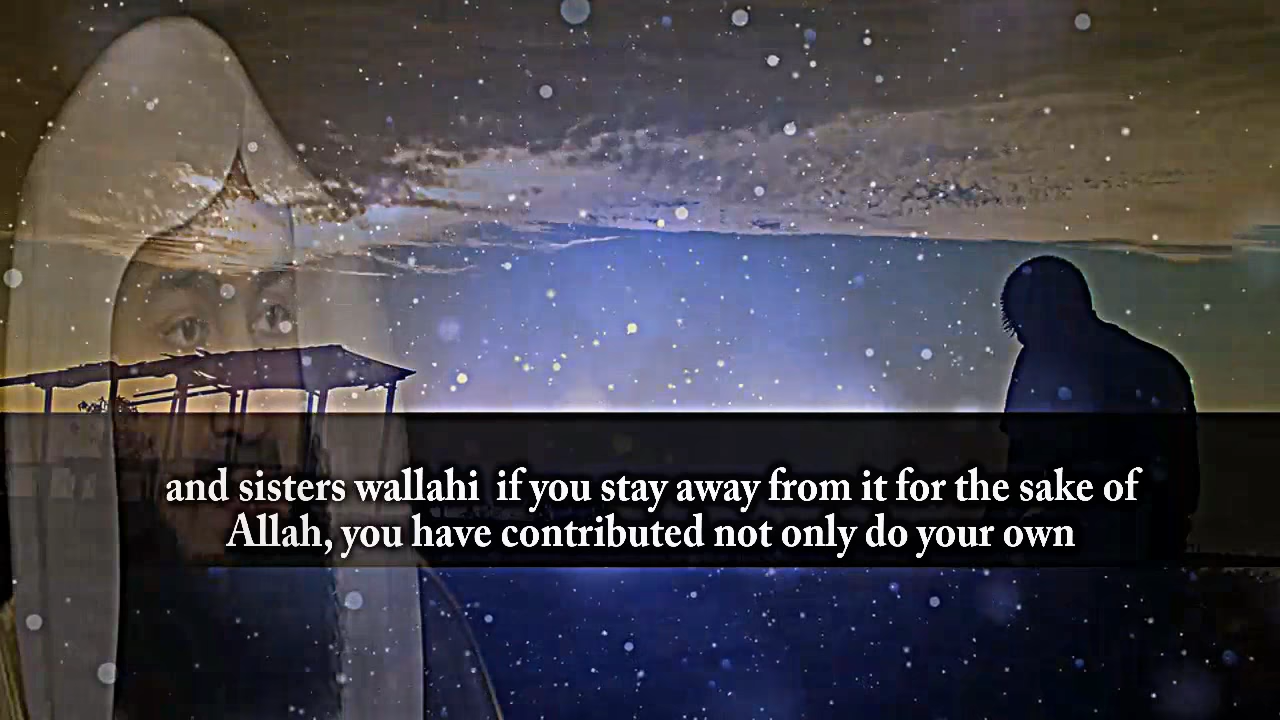 and sisters wallahi  if you stay away from it for the sake of
Allah, you have contributed not only do your own